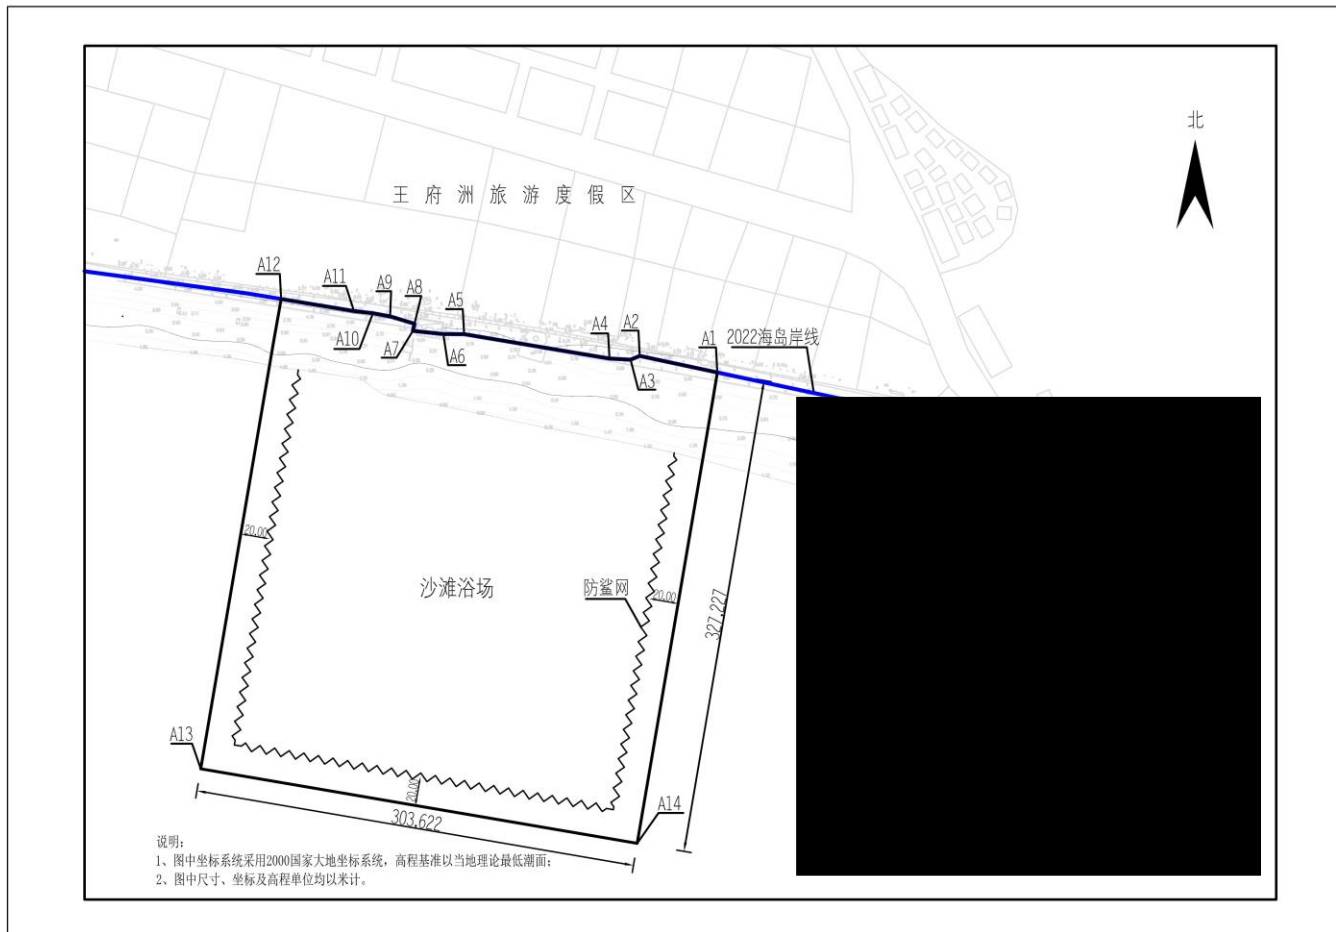 北
王府洲旅游度假区
A12
A11
A9
A8
A5
A4
A2
A1
2022海岛岸线
A10
A7
A6
A3
20.00
沙滩浴场
防鲨网
20.00
327.227
A13
20.00
303.622
A14
说明:
1、图中坐标系统采用2000国家大地坐标系统，高程基准以当地理论最低潮面;
2、图中尺寸、坐标及高程单位均以米计。